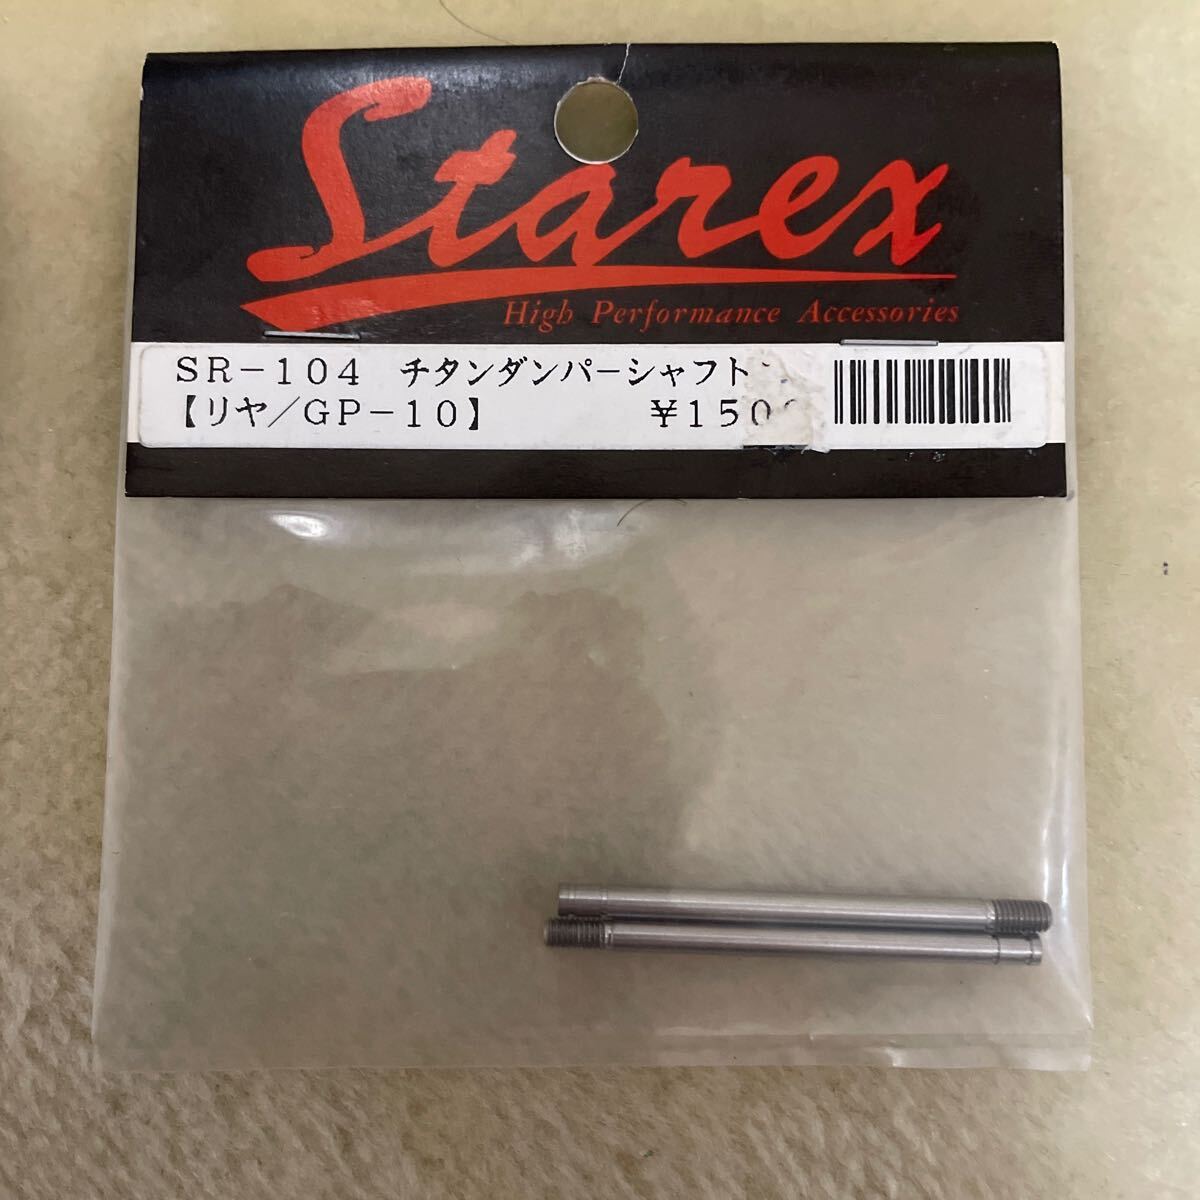 Starex
High Performance Accessories
SR-104 チタンダンパーシャフト
【リヤ/GP-10】 ¥150